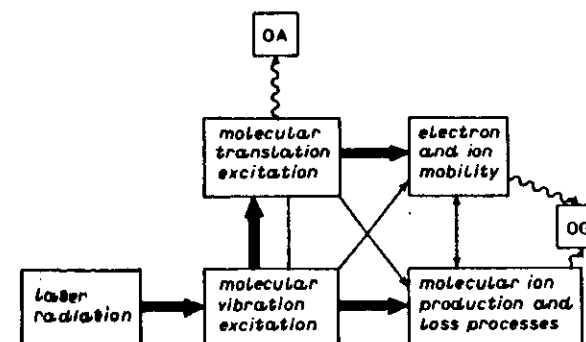 OA
molecular
translation
excitation
electron
and ion
mobility
OG
laser
radiation
molecular
vibration
excitation
molecular ion
production and
loss processes